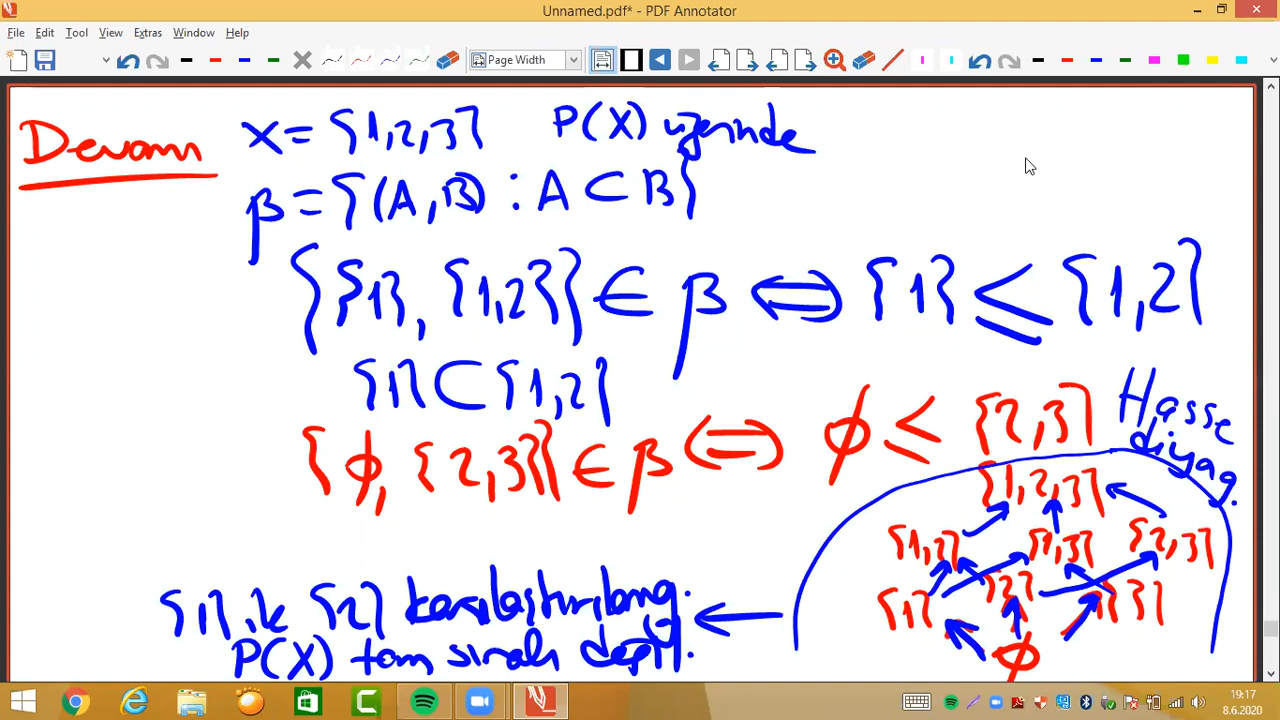 Unnamed.pdf* - PDF Annotator
File Edit Tool View Extras Window Help
Page Width
Devamı X = {1,2,3} P(X) üzerinde
β = {(A,B) : A ⊂ B}
{{1}, {1,2}} ∈ β ⟺ {1} ≤ {1,2}
{1} ⊂ {1,2}
{φ, {2,3}} ∈ β ⟺ φ ≤ {2,3}
Hasse
diyag.
{1,2,3}
{1,2} {1,3} {2,3}
{1} {2} {3}
φ
{1} ile {2} karşılaştırılamaz. ←
P(X) tam sıralı değil.
19:17
8.6.2020